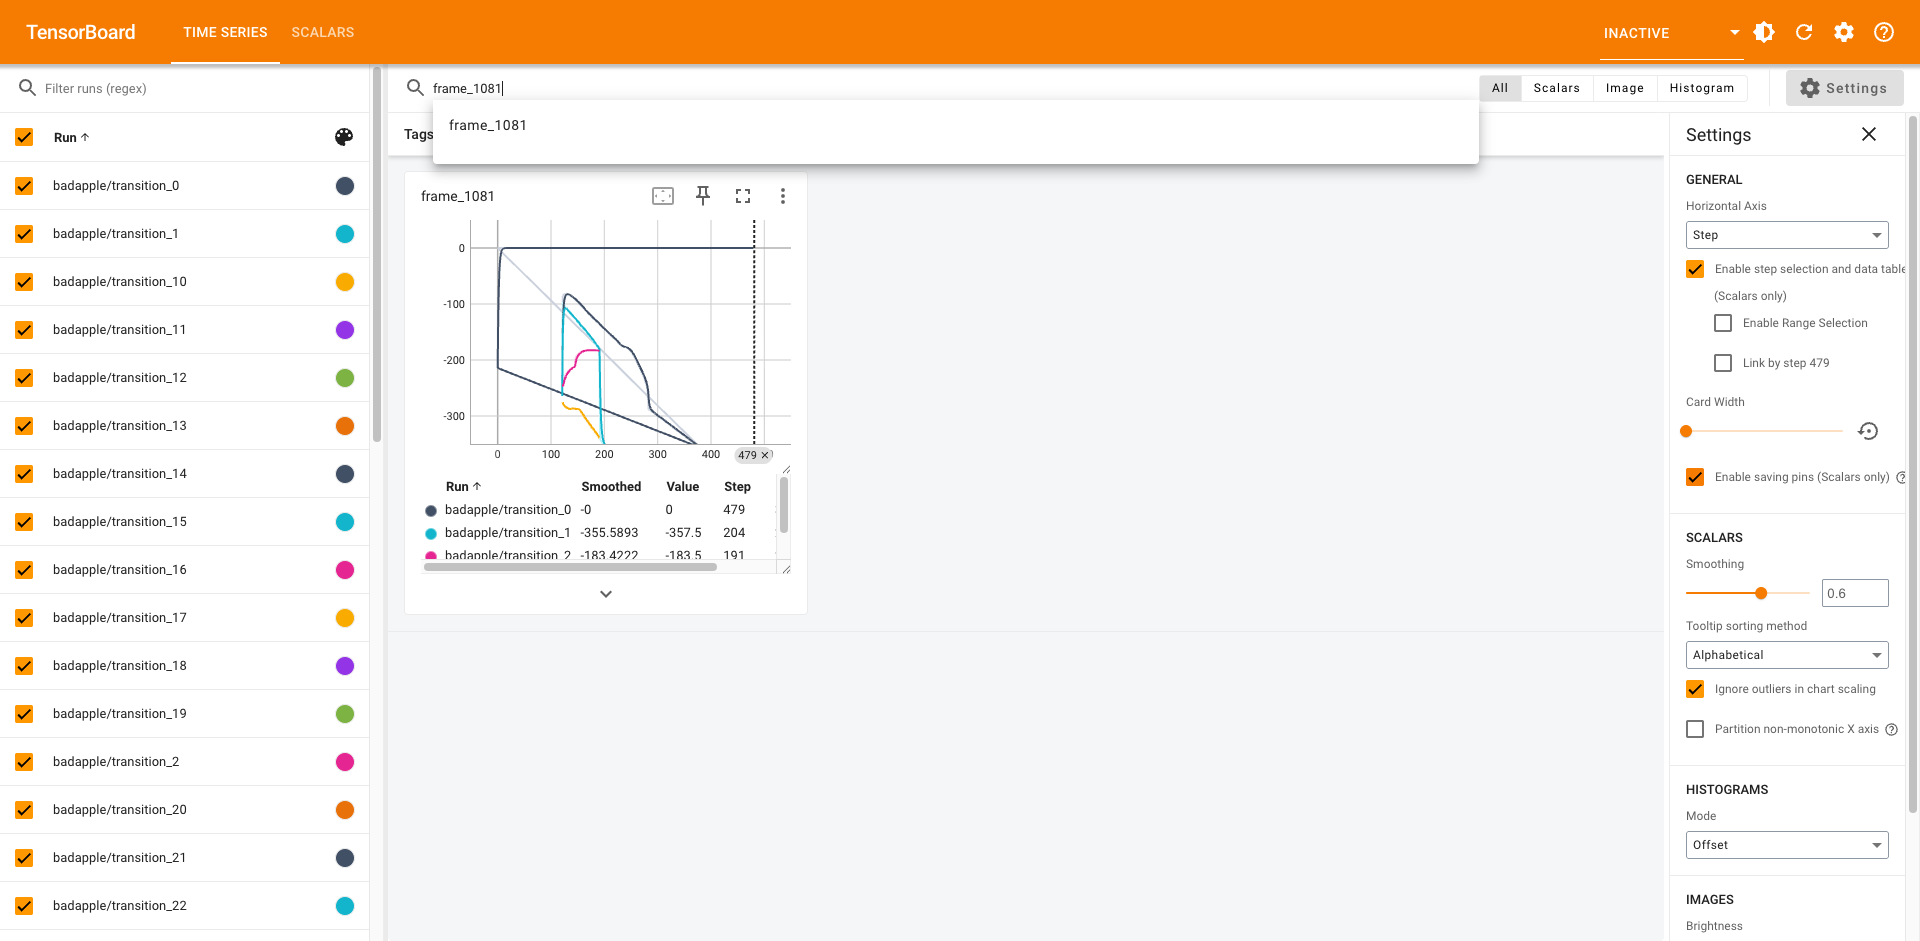 TensorBoard TIME SERIES SCALARS INACTIVE
Filter runs (regex)
frame_1081
All Scalars Image Histogram Settings
frame_1081
Run
Tags
Settings
badapple/transition_0
badapple/transition_1
badapple/transition_10
badapple/transition_11
badapple/transition_12
badapple/transition_13
badapple/transition_14
badapple/transition_15
badapple/transition_16
badapple/transition_17
badapple/transition_18
badapple/transition_19
badapple/transition_2
badapple/transition_20
badapple/transition_21
badapple/transition_22
frame_1081
0
-100
-200
-300
0 100 200 300 400 479
Run Smoothed Value Step
badapple/transition_0 -0 0 479
badapple/transition_1 -355.5893 -357.5 204
badapple/transition_2 -183.4222 -183.5 191
GENERAL
Horizontal Axis
Step
Enable step selection and data table
(Scalars only)
Enable Range Selection
Link by step 479
Card Width
Enable saving pins (Scalars only)
SCALARS
Smoothing
0.6
Tooltip sorting method
Alphabetical
Ignore outliers in chart scaling
Partition non-monotonic X axis
HISTOGRAMS
Mode
Offset
IMAGES
Brightness